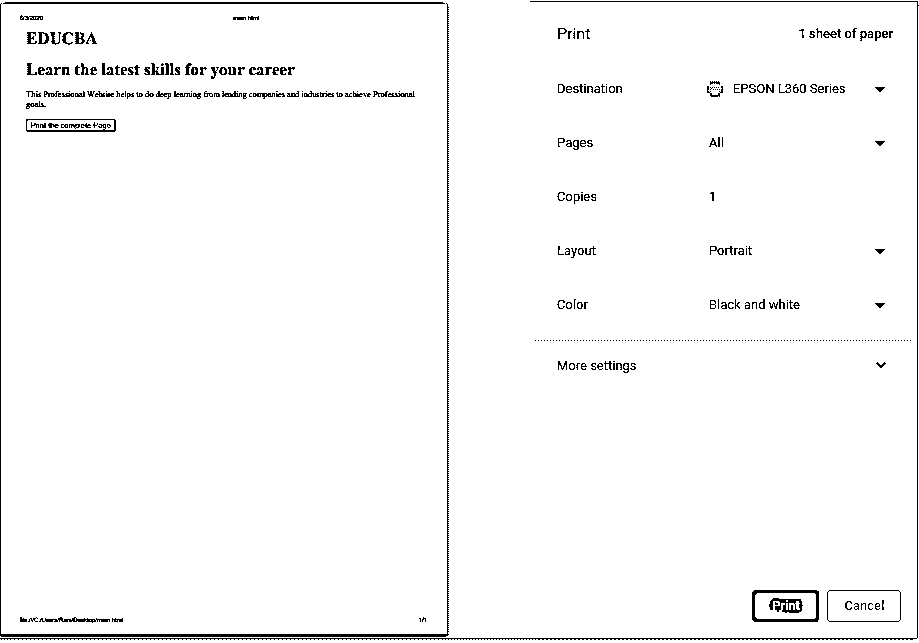 6/3/2020 main.html
EDUCBA
Learn the latest skills for your career
This Professional Website helps to do deep learning from leading companies and industries to achieve Professional
goals.
Print the complete Page
file:///C:/Users/Ram/Desktop/main.html 1/1
Print 1 sheet of paper
Destination EPSON L360 Series
Pages All
Copies 1
Layout Portrait
Color Black and white
More settings
Print Cancel